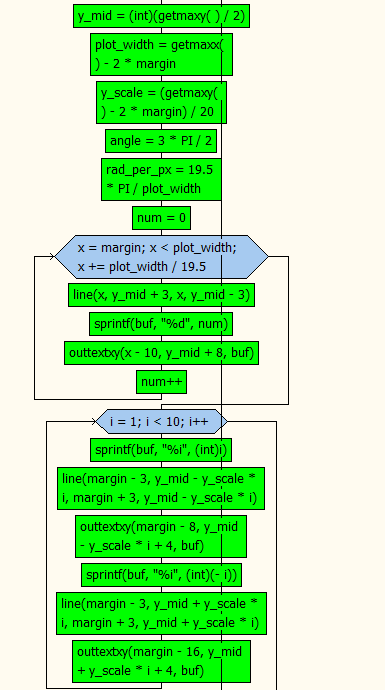 y_mid = (int)(getmaxy( ) / 2)
plot_width = getmaxx(
) - 2 * margin
y_scale = (getmaxy(
) - 2 * margin) / 20
angle = 3 * PI / 2
rad_per_px = 19.5
* PI / plot_width
num = 0
x = margin; x < plot_width;
x += plot_width / 19.5
line(x, y_mid + 3, x, y_mid - 3)
sprintf(buf, "%d", num)
outtextxy(x - 10, y_mid + 8, buf)
num++
i = 1; i < 10; i++
sprintf(buf, "%i", (int)i)
line(margin - 3, y_mid - y_scale *
i, margin + 3, y_mid - y_scale * i)
outtextxy(margin - 8, y_mid
- y_scale * i + 4, buf)
sprintf(buf, "%i", (int)(- i))
line(margin - 3, y_mid + y_scale *
i, margin + 3, y_mid + y_scale * i)
outtextxy(margin - 16, y_mid
+ y_scale * i + 4, buf)